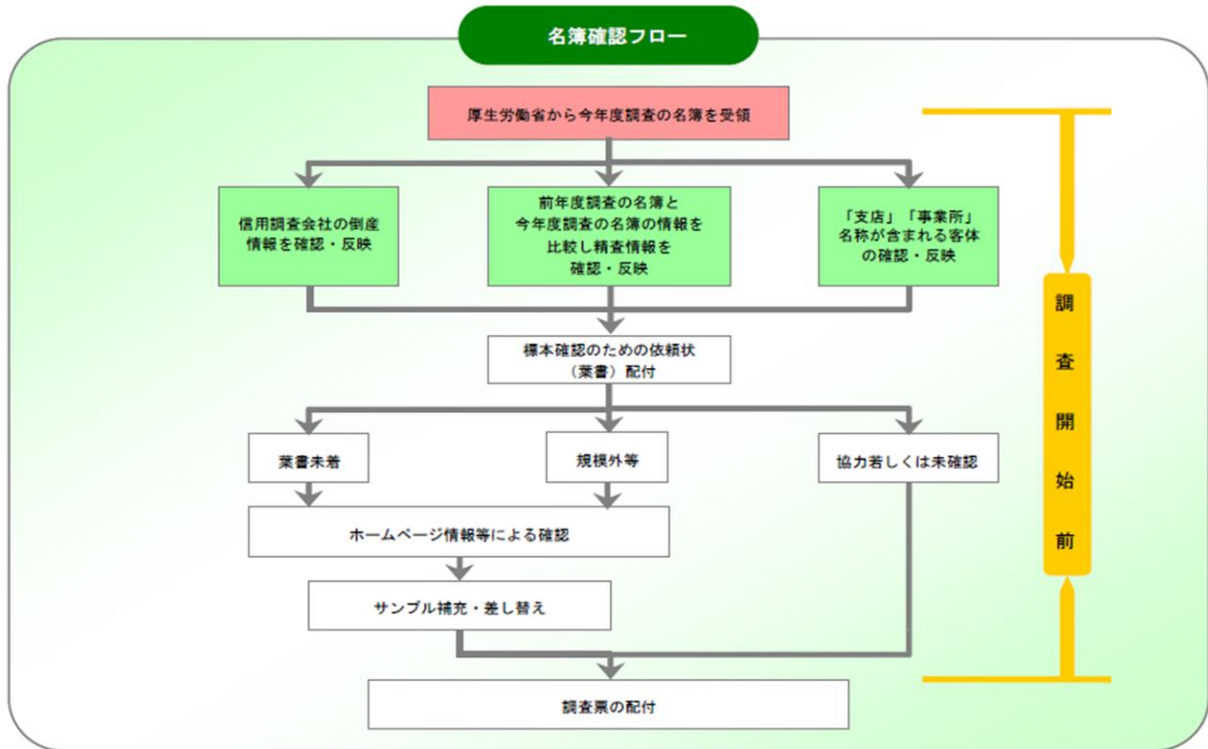 名簿確認フロー
厚生労働省から今年度調査の名簿を受領
信用調査会社の倒産
情報を確認・反映
前年度調査の名簿と
今年度調査の名簿の情報を
比較し精査情報を
確認・反映
「支店」「事業所」
名称が含まれる客体
の確認・反映
標本確認のための依頼状
（葉書）配付
葉書未着
規模外等
協力若しくは未確認
ホームページ情報等による確認
サンプル補充・差し替え
調査票の配付
調査開始前